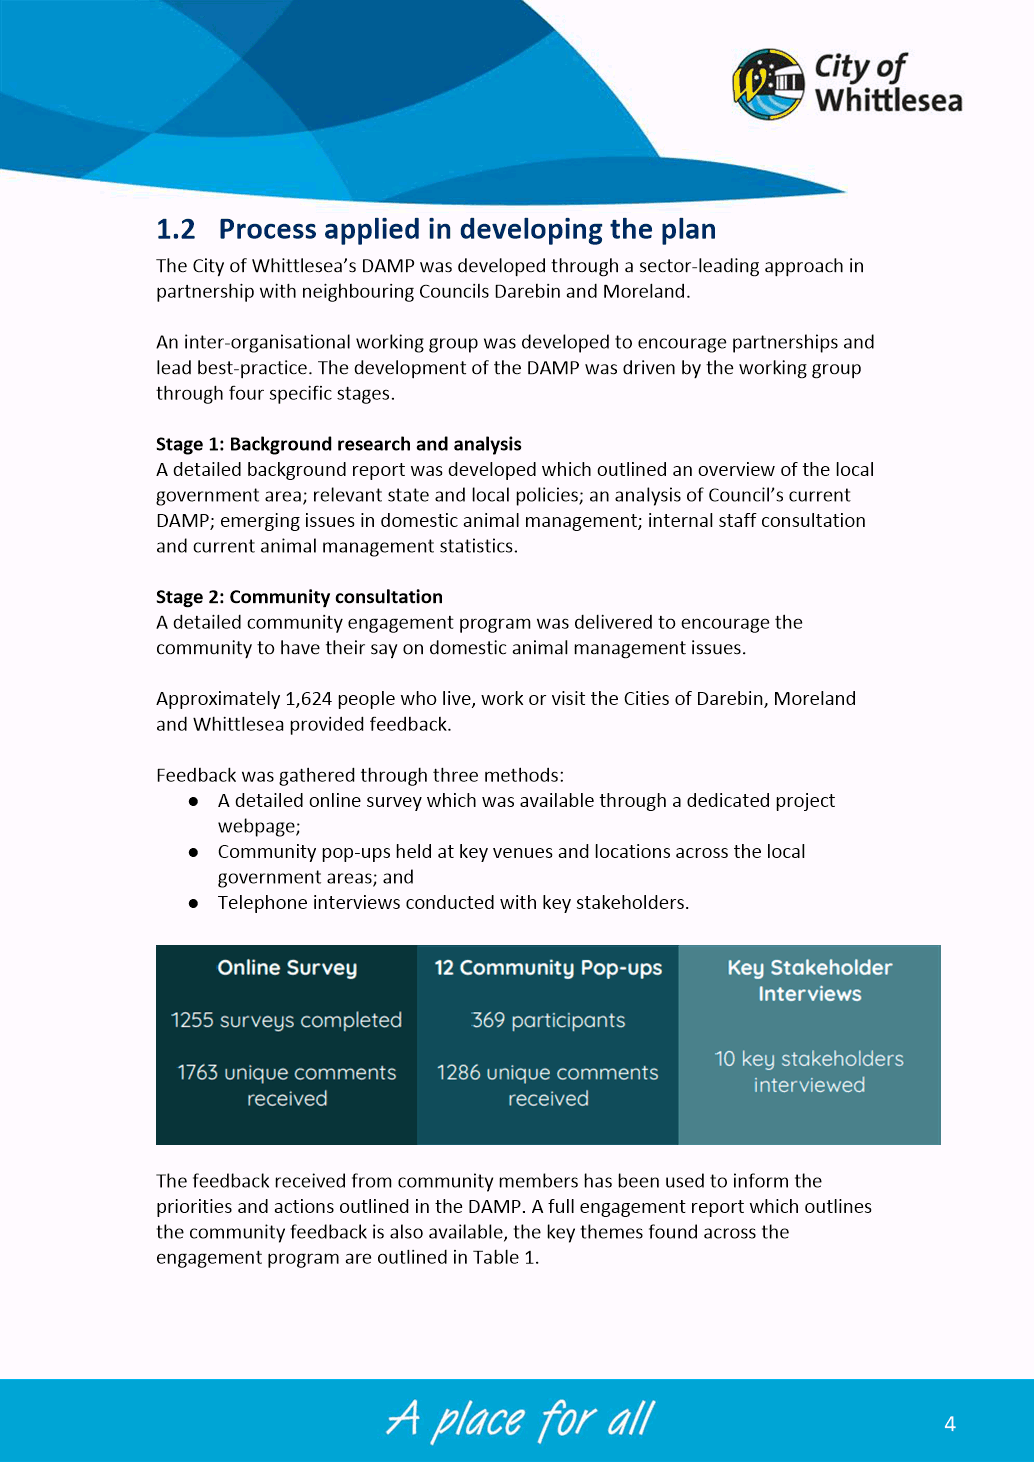 City of
Whittlesea
1.2 Process applied in developing the plan
The City of Whittlesea’s DAMP was developed through a sector-leading approach in
partnership with neighbouring Councils Darebin and Moreland.
An inter-organisational working group was developed to encourage partnerships and
lead best-practice. The development of the DAMP was driven by the working group
through four specific stages.
Stage 1: Background research and analysis
A detailed background report was developed which outlined an overview of the local
government area; relevant state and local policies; an analysis of Council’s current
DAMP; emerging issues in domestic animal management; internal staff consultation
and current animal management statistics.
Stage 2: Community consultation
A detailed community engagement program was delivered to encourage the
community to have their say on domestic animal management issues.
Approximately 1,624 people who live, work or visit the Cities of Darebin, Moreland
and Whittlesea provided feedback.
Feedback was gathered through three methods:
● A detailed online survey which was available through a dedicated project
webpage;
● Community pop-ups held at key venues and locations across the local
government areas; and
● Telephone interviews conducted with key stakeholders.
Online Survey
1255 surveys completed
1763 unique comments
received
12 Community Pop-ups
369 participants
1286 unique comments
received
Key Stakeholder
Interviews
10 key stakeholders
interviewed
The feedback received from community members has been used to inform the
priorities and actions outlined in the DAMP. A full engagement report which outlines
the community feedback is also available, the key themes found across the
engagement program are outlined in Table 1.
A place for all
4